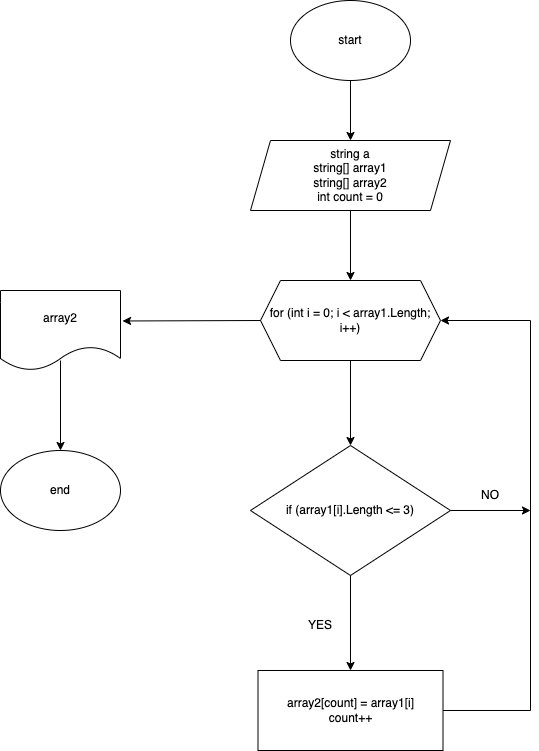 start
string a
string[] array1
string[] array2
int count = 0
for (int i = 0; i < array1.Length;
i++)
array2
end
if (array1[i].Length <= 3)
NO
YES
array2[count] = array1[i]
count++